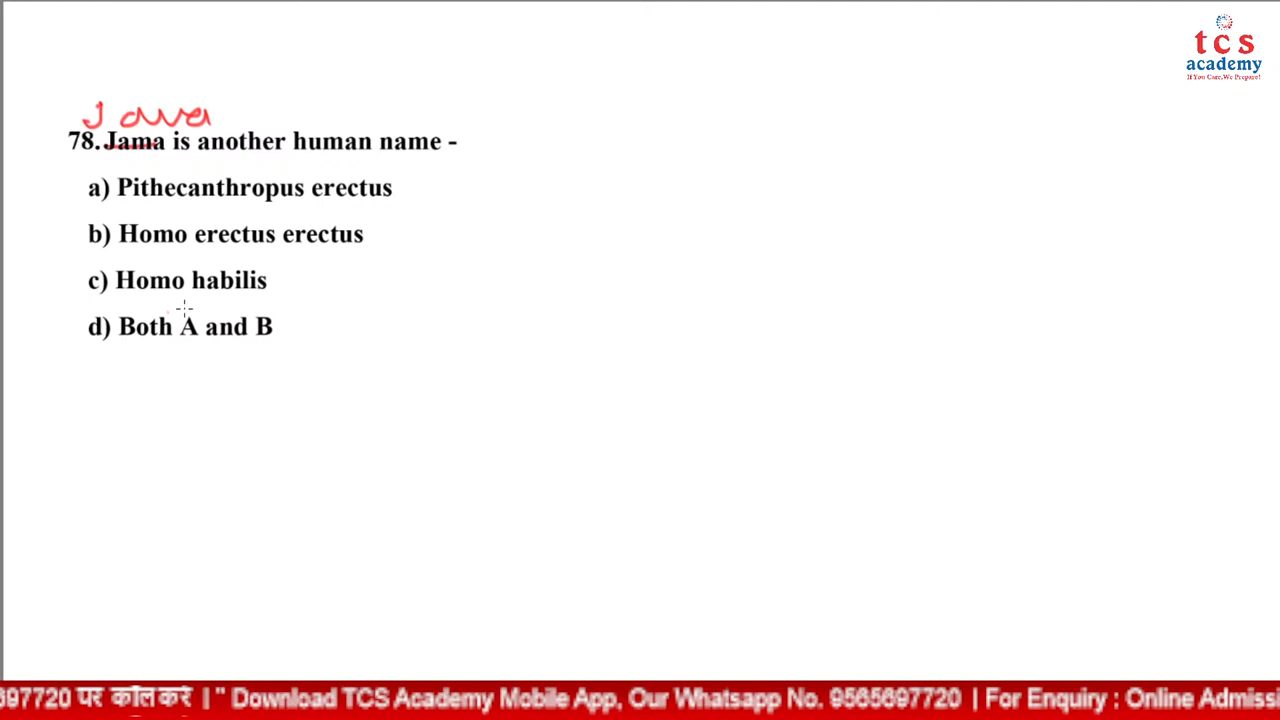 tcs
academy
If You Care,We Prepare!
Java
78.Jama is another human name -
a) Pithecanthropus erectus
b) Homo erectus erectus
c) Homo habilis
d) Both A and B
697720 पर कॉल करें | " Download TCS Academy Mobile App, Our Whatsapp No. 9565697720 | For Enquiry : Online Admissi